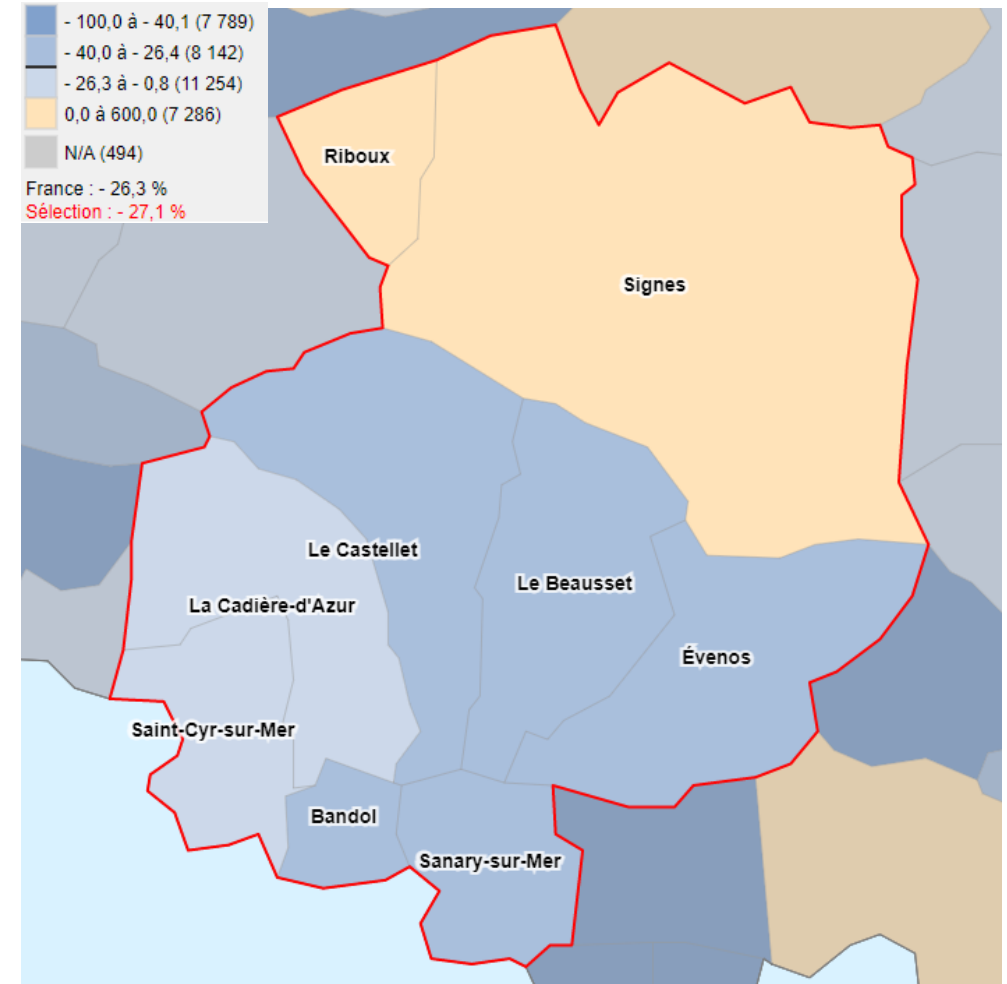 - 100,0 à - 40,1 (7 789)
- 40,0 à - 26,4 (8 142)
- 26,3 à - 0,8 (11 254)
0,0 à 600,0 (7 286)
N/A (494)
France : - 26,3 %
Sélection : - 27,1 %
Riboux
Signes
Le Castellet
Le Beausset
La Cadière-d'Azur
Évenos
Saint-Cyr-sur-Mer
Bandol
Sanary-sur-Mer